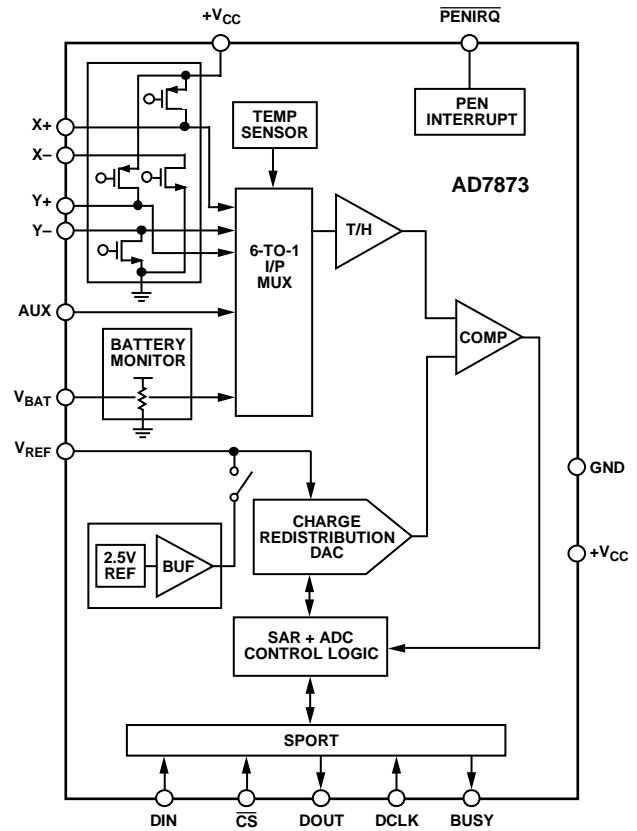 +VCC
PENIRQ
PEN
INTERRUPT
X+
X–
Y+
Y–
TEMP
SENSOR
AD7873
T/H
6-TO-1
I/P
MUX
AUX
COMP
BATTERY
MONITOR
VBAT
VREF
GND
CHARGE
REDISTRIBUTION
DAC
+VCC
2.5V
REF
BUF
SAR + ADC
CONTROL LOGIC
SPORT
DIN
CS
DOUT
DCLK
BUSY